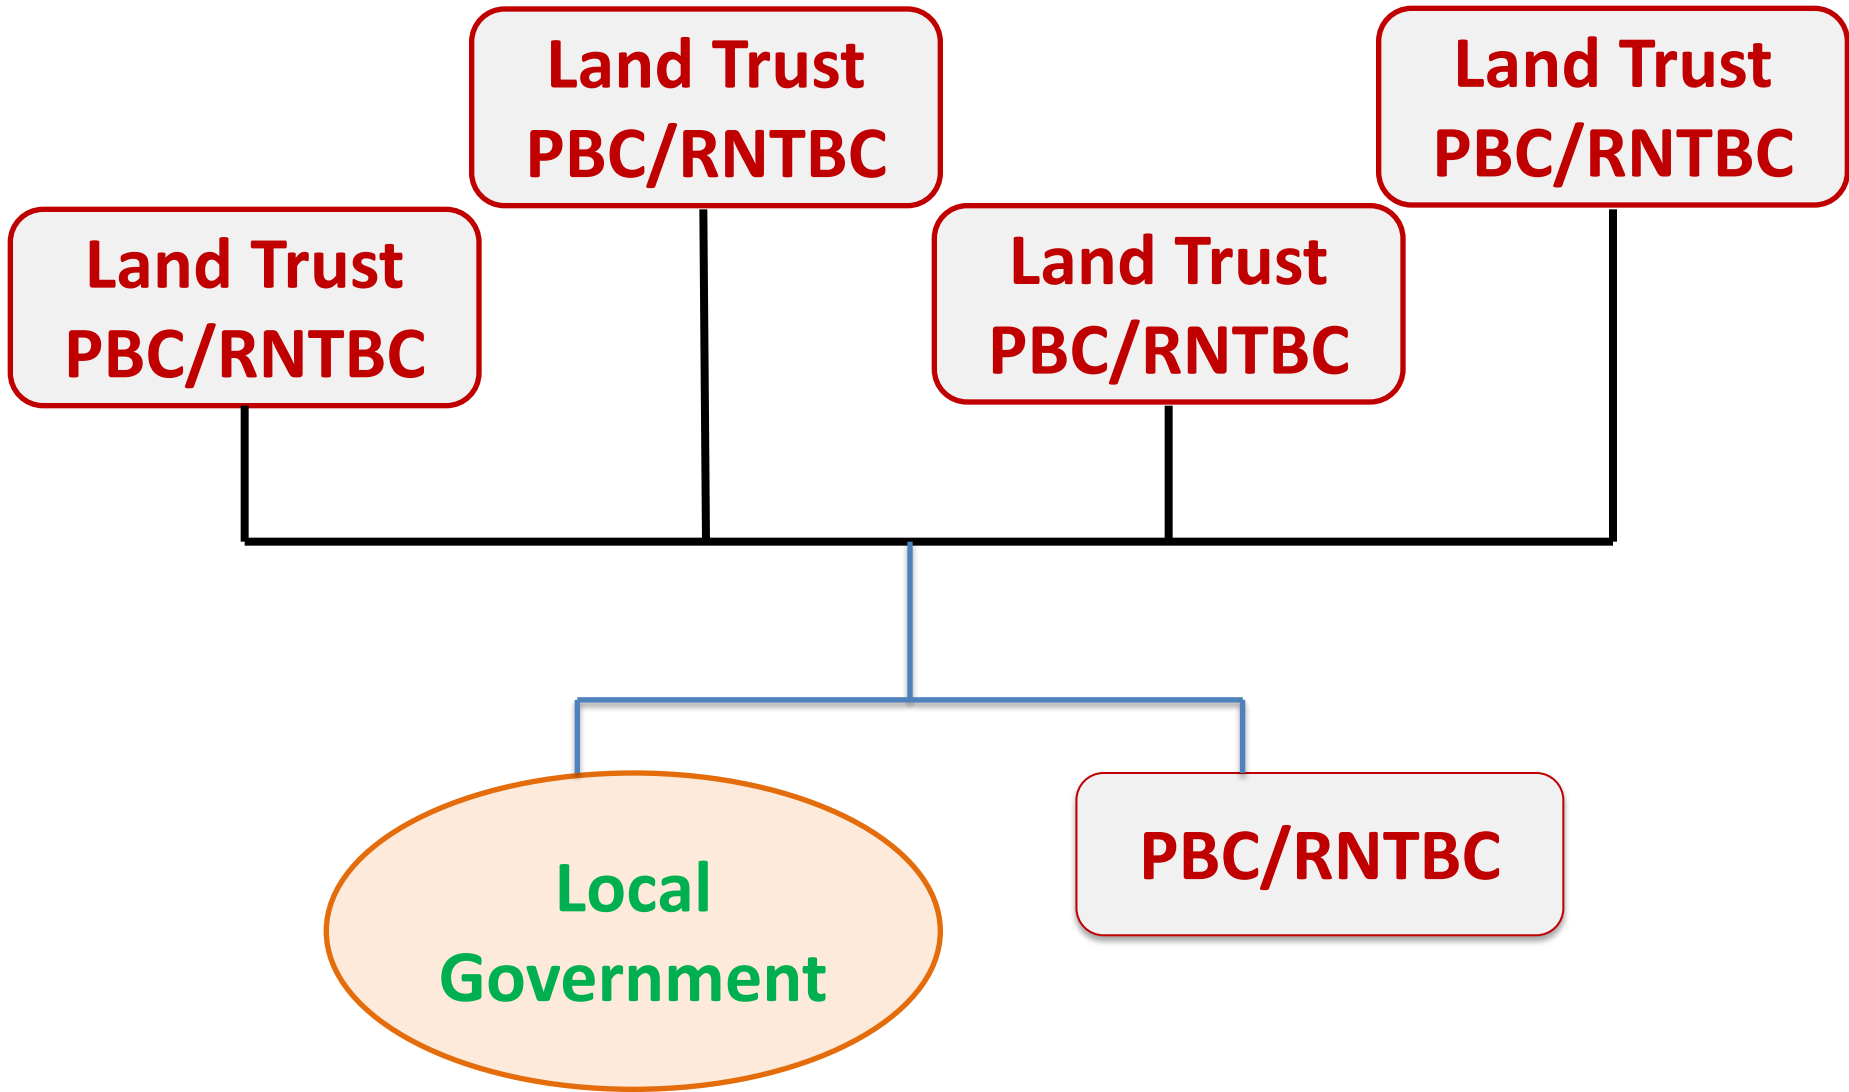 Land Trust
PBC/RNTBC
Land Trust
PBC/RNTBC
Land Trust
PBC/RNTBC
Land Trust
PBC/RNTBC
Local
Government
PBC/RNTBC